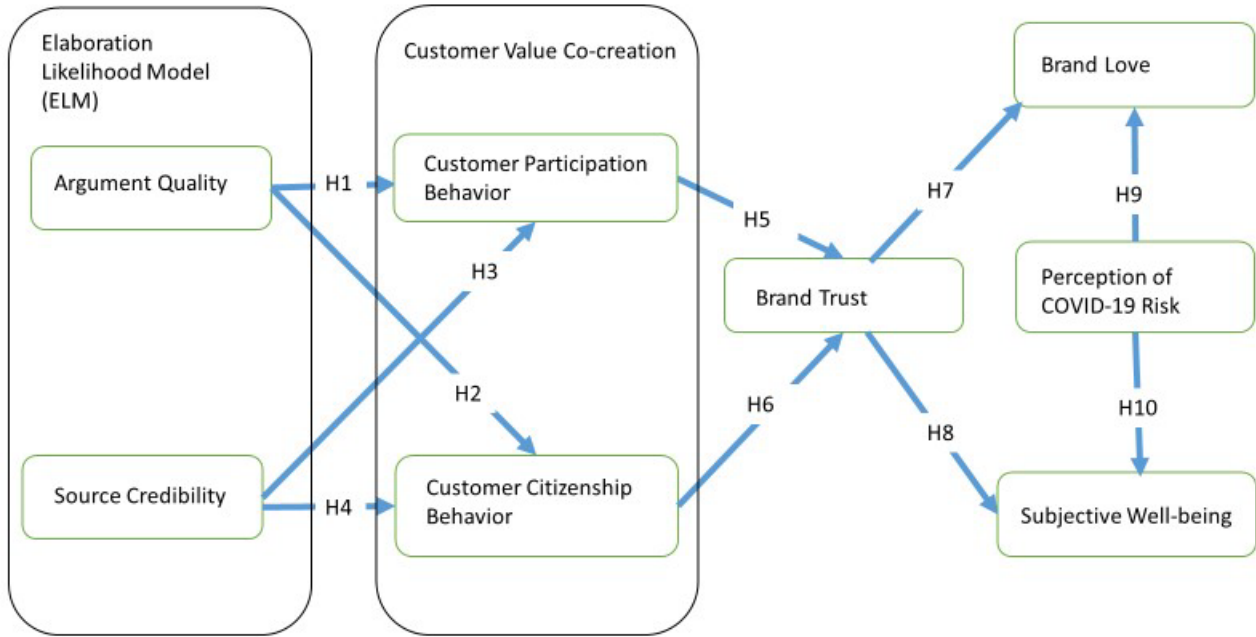 Elaboration
Likelihood Model
(ELM)
Customer Value Co-creation
Brand Love
Argument Quality
H1
Customer Participation
Behavior
H7
H9
H5
H3
Brand Trust
Perception of
COVID-19 Risk
H2
H6
H10
H8
Source Credibility
H4
Customer Citizenship
Behavior
Subjective Well-being